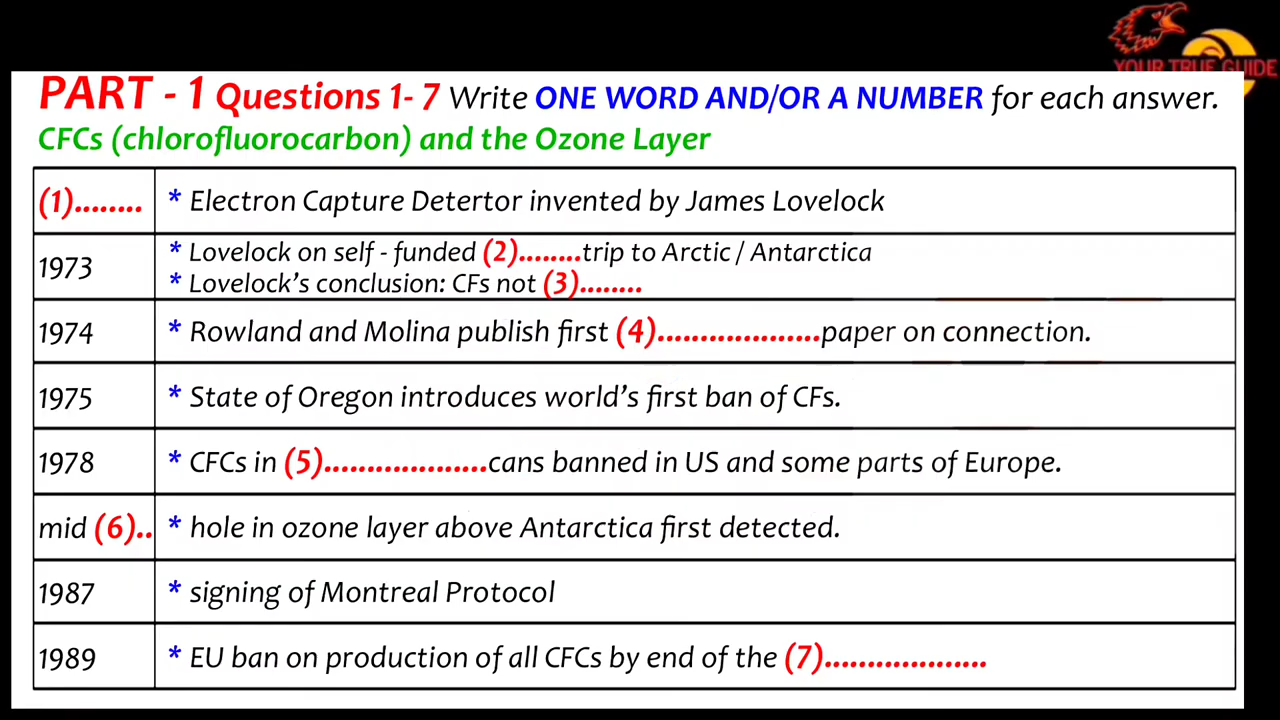 YOUR TRUE GUIDE
PART - 1 Questions 1- 7 Write ONE WORD AND/OR A NUMBER for each answer.
CFCs (chlorofluorocarbon) and the Ozone Layer
(1)........ * Electron Capture Detertor invented by James Lovelock
1973 * Lovelock on self - funded (2)........trip to Arctic / Antarctica
* Lovelock's conclusion: CFs not (3)........
1974 * Rowland and Molina publish first (4)...................paper on connection.
1975 * State of Oregon introduces world's first ban of CFs.
1978 * CFCs in (5)...................cans banned in US and some parts of Europe.
mid (6).. * hole in ozone layer above Antarctica first detected.
1987 * signing of Montreal Protocol
1989 * EU ban on production of all CFCs by end of the (7)...................